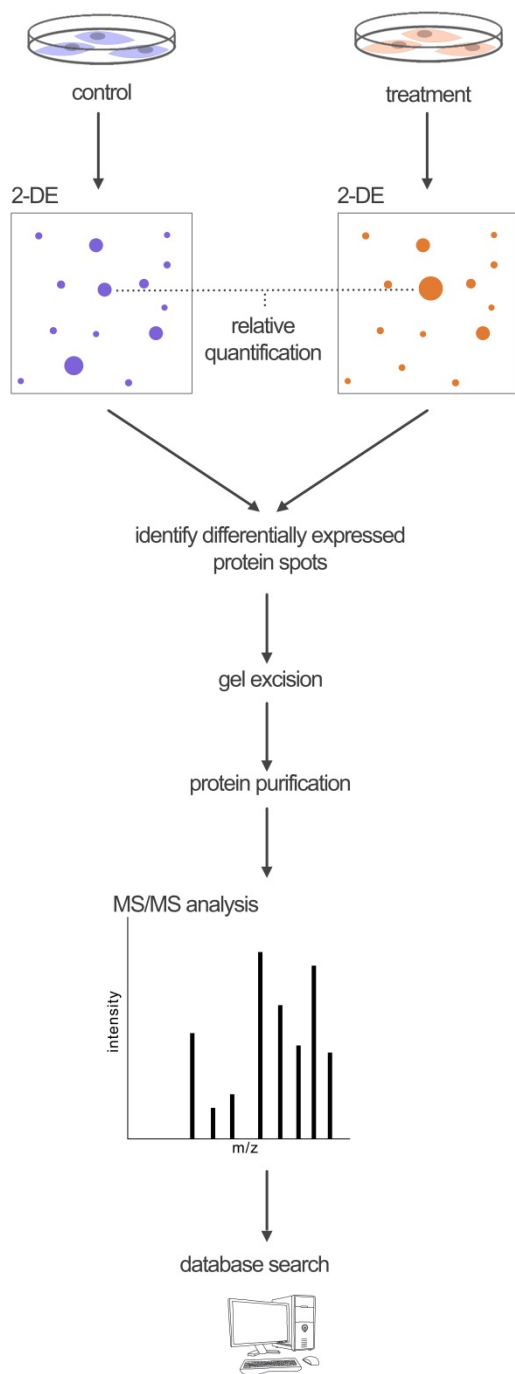 control
treatment
2-DE
2-DE
relative
quantification
identify differentially expressed
protein spots
gel excision
protein purification
MS/MS analysis
intensity
m/z
database search